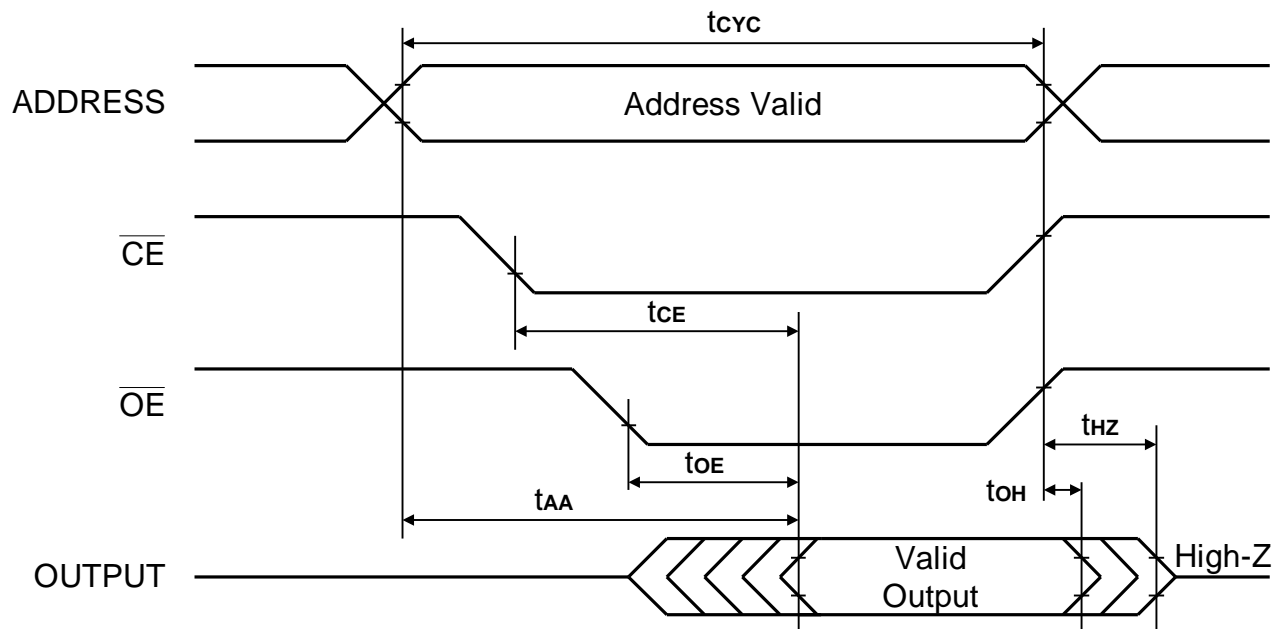 tCYC
ADDRESS
Address Valid
CE
tCE
OE
tHZ
tOE
tOH
tAA
OUTPUT
Valid
Output
High-Z